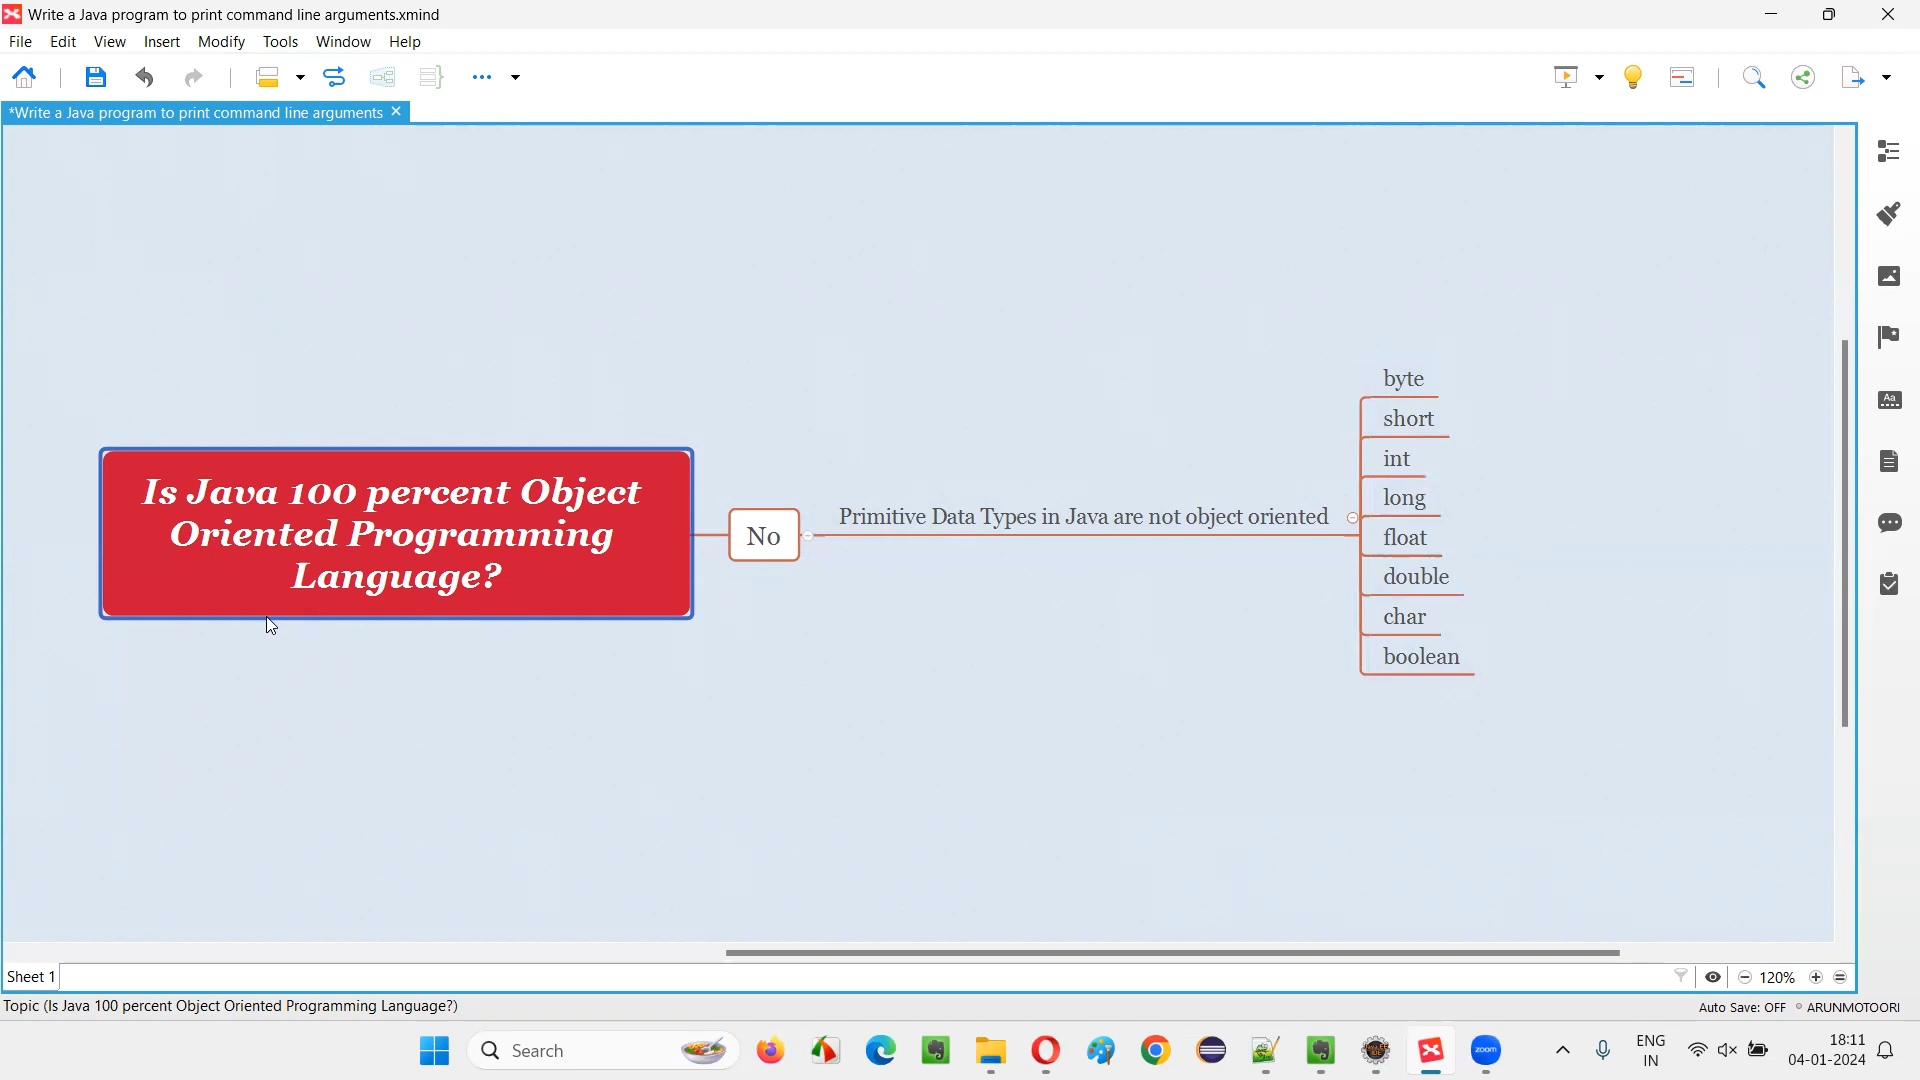 Write a Java program to print command line arguments.xmind
File Edit View Insert Modify Tools Window Help
*Write a Java program to print command line arguments
Is Java 100 percent Object
Oriented Programming
Language?
No
Primitive Data Types in Java are not object oriented
byte
short
int
long
float
double
char
boolean
Aa
Sheet 1
120%
Topic (Is Java 100 percent Object Oriented Programming Language?)
Auto Save: OFF ARUNMOTOORI
Search
zoom
ENG
IN
18:11
04-01-2024